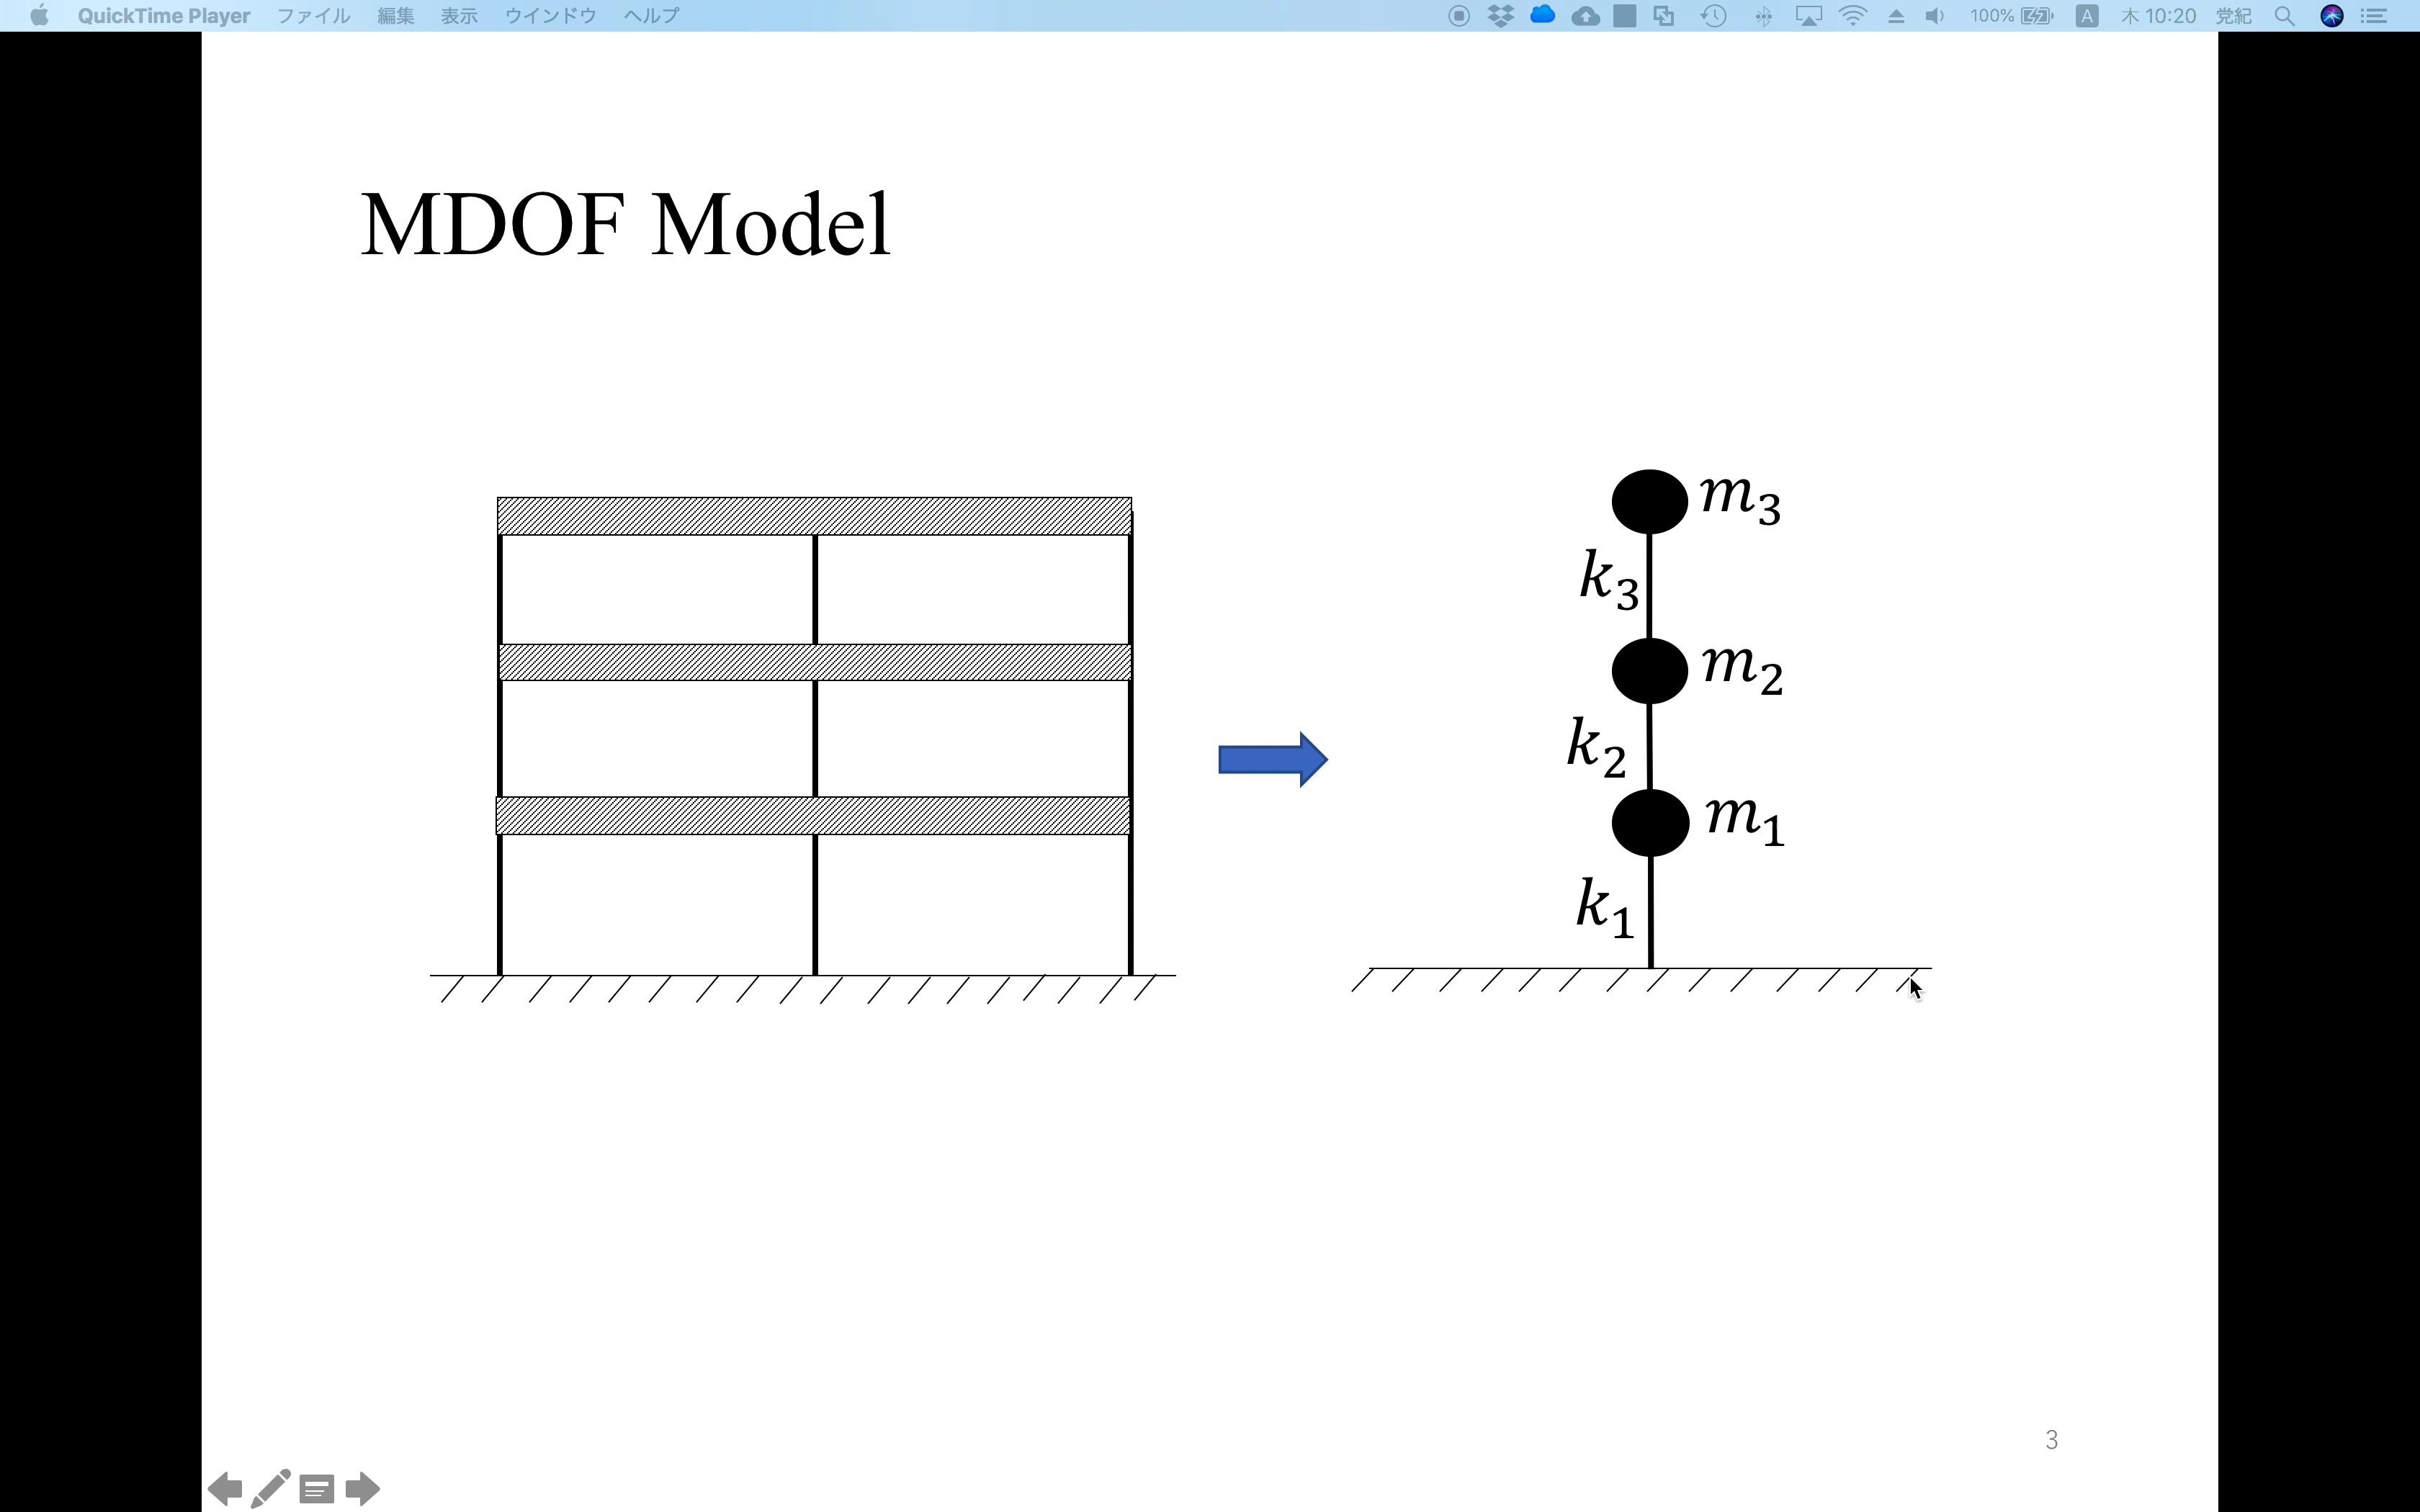 QuickTime Player ファイル 編集 表示 ウインドウ ヘルプ 100% A 木 10:20 党紀
MDOF Model
m₃
k₃
m₂
k₂
m₁
k₁
3